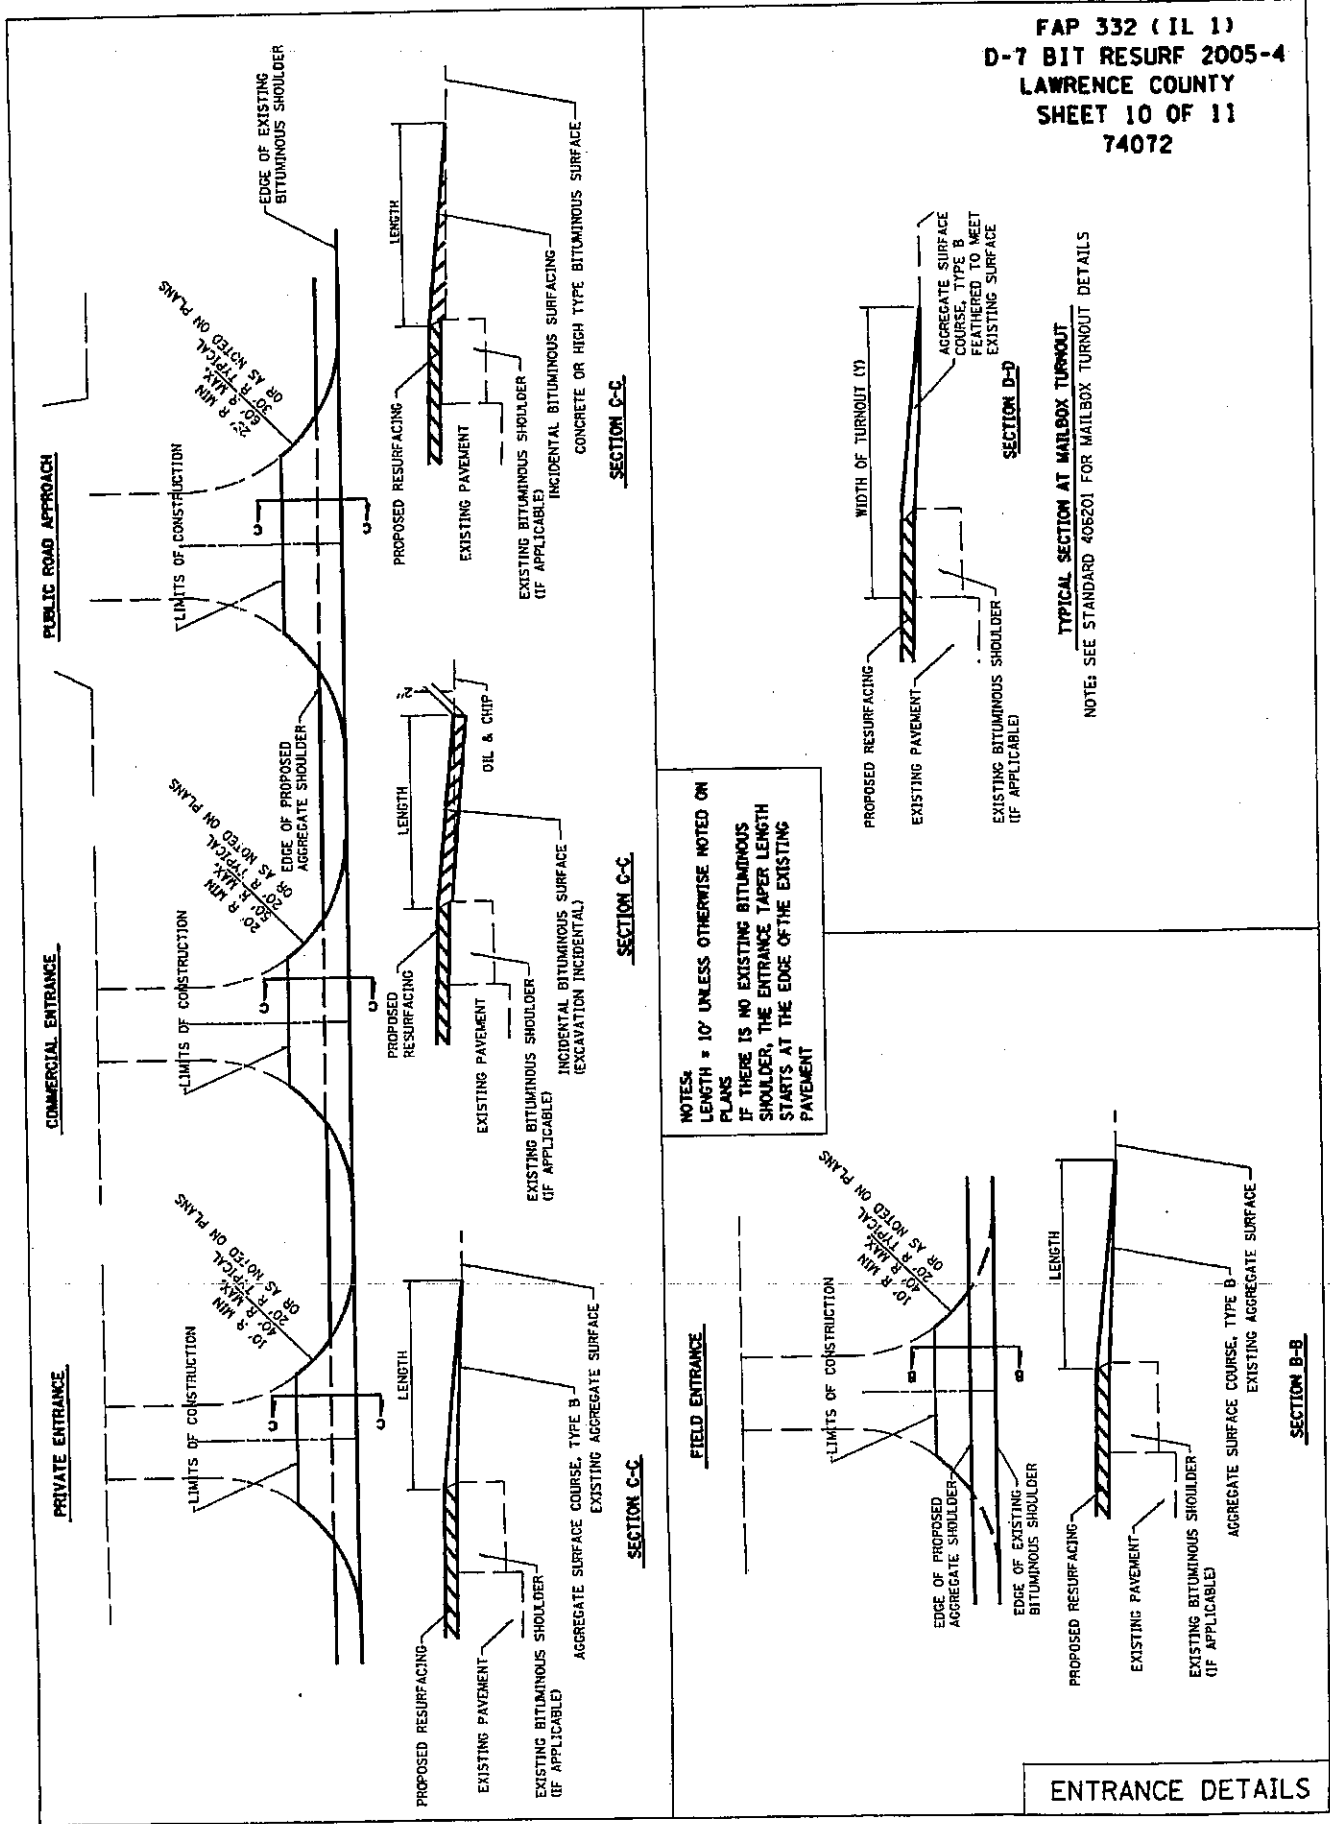 FAP 332 (IL 1)
D-7 BIT RESURF 2005-4
LAWRENCE COUNTY
SHEET 10 OF 11
74072
PRIVATE ENTRANCE
LIMITS OF CONSTRUCTION
10' R MIN
40' R MAX.
20' R TYPICAL
OR AS NOTED ON PLANS
C
C
COMMERCIAL ENTRANCE
LIMITS OF CONSTRUCTION
20' R MIN
50' R MAX.
20' R TYPICAL
OR AS NOTED ON PLANS
C
C
EDGE OF PROPOSED
AGGREGATE SHOULDER
PUBLIC ROAD APPROACH
LIMITS OF CONSTRUCTION
60' R MAX.
30' R TYPICAL
OR AS NOTED ON PLANS
C
C
EDGE OF EXISTING
BITUMINOUS SHOULDER
PROPOSED RESURFACING
LENGTH
EXISTING PAVEMENT
EXISTING BITUMINOUS SHOULDER
(IF APPLICABLE)
AGGREGATE SURFACE COURSE, TYPE B
EXISTING AGGREGATE SURFACE
SECTION C-C
PROPOSED
RESURFACING
LENGTH
2"
OIL & CHIP
EXISTING PAVEMENT
EXISTING BITUMINOUS SHOULDER
(IF APPLICABLE)
INCIDENTAL BITUMINOUS SURFACE
(EXCAVATION INCIDENTAL)
SECTION C-C
PROPOSED RESURFACING
LENGTH
EXISTING PAVEMENT
EXISTING BITUMINOUS SHOULDER
(IF APPLICABLE)
INCIDENTAL BITUMINOUS SURFACING
CONCRETE OR HIGH TYPE BITUMINOUS SURFACE
SECTION C-C
FIELD ENTRANCE
LIMITS OF CONSTRUCTION
10' R MIN
40' R MAX.
20' R TYPICAL
OR AS NOTED ON PLANS
B
B
EDGE OF PROPOSED
AGGREGATE SHOULDER
EDGE OF EXISTING
BITUMINOUS SHOULDER
PROPOSED RESURFACING
LENGTH
EXISTING PAVEMENT
EXISTING BITUMINOUS SHOULDER
(IF APPLICABLE)
AGGREGATE SURFACE COURSE, TYPE B
EXISTING AGGREGATE SURFACE
SECTION B-B
NOTES:
LENGTH = 10' UNLESS OTHERWISE NOTED ON
PLANS
IF THERE IS NO EXISTING BITUMINOUS
SHOULDER, THE ENTRANCE TAPER LENGTH
STARTS AT THE EDGE OFTHE EXISTING
PAVEMENT
PROPOSED RESURFACING
WIDTH OF TURNOUT (Y)
EXISTING PAVEMENT
EXISTING BITUMINOUS SHOULDER
(IF APPLICABLE)
AGGREGATE SURFACE
COURSE, TYPE B
FEATHERED TO MEET
EXISTING SURFACE
SECTION D-D
TYPICAL SECTION AT MAILBOX TURNOUT
NOTE: SEE STANDARD 406201 FOR MAILBOX TURNOUT DETAILS
ENTRANCE DETAILS